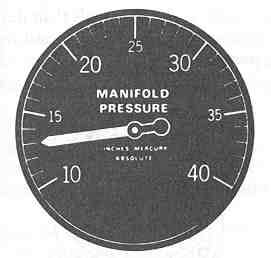 25
20 30
MANIFOLD
PRESSURE
15 35
INCHES MERCURY
ABSOLUTE
10 40